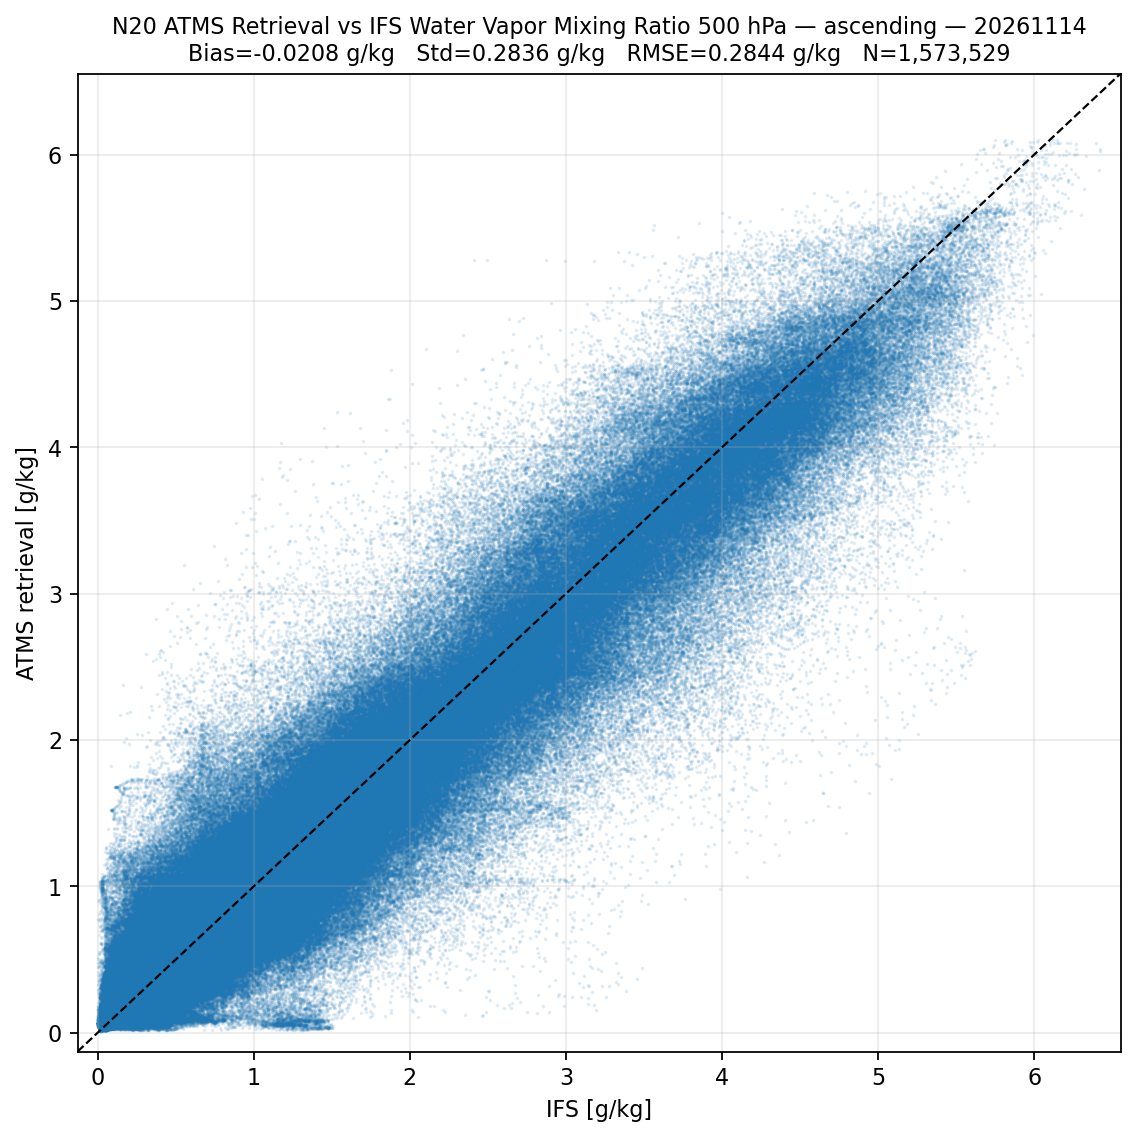 N20 ATMS Retrieval vs IFS Water Vapor Mixing Ratio 500 hPa — ascending — 20261114
Bias=-0.0208 g/kg   Std=0.2836 g/kg   RMSE=0.2844 g/kg   N=1,573,529
6
5
4
3
2
1
0
ATMS retrieval [g/kg]
0 1 2 3 4 5 6
IFS [g/kg]